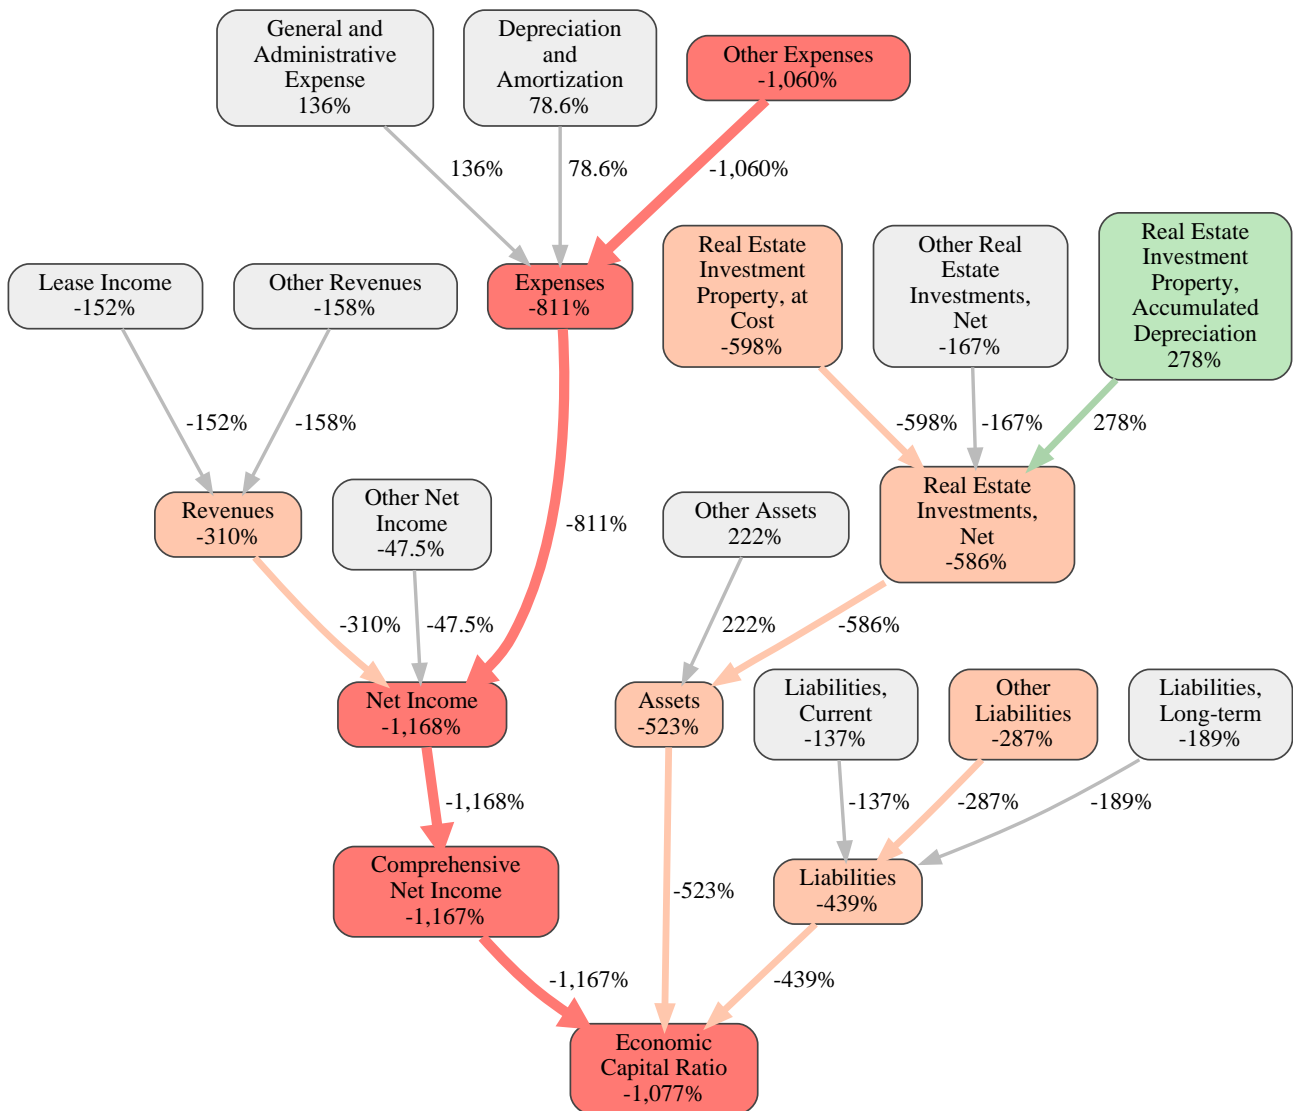 General and
Administrative
Expense
136%
Depreciation
and
Amortization
78.6%
Other Expenses
-1,060%
136%
78.6%
-1,060%
Lease Income
-152%
Other Revenues
-158%
Expenses
-811%
Real Estate
Investment
Property, at
Cost
-598%
Other Real
Estate
Investments,
Net
-167%
Real Estate
Investment
Property,
Accumulated
Depreciation
278%
-152%
-158%
-598%
-167%
278%
Revenues
-310%
Other Net
Income
-47.5%
-811%
Other Assets
222%
Real Estate
Investments,
Net
-586%
-310%
-47.5%
222%
-586%
Net Income
-1,168%
Assets
-523%
Liabilities,
Current
-137%
Other
Liabilities
-287%
Liabilities,
Long-term
-189%
-1,168%
-137%
-287%
-189%
Comprehensive
Net Income
-1,167%
-523%
Liabilities
-439%
-1,167%
-439%
Economic
Capital Ratio
-1,077%